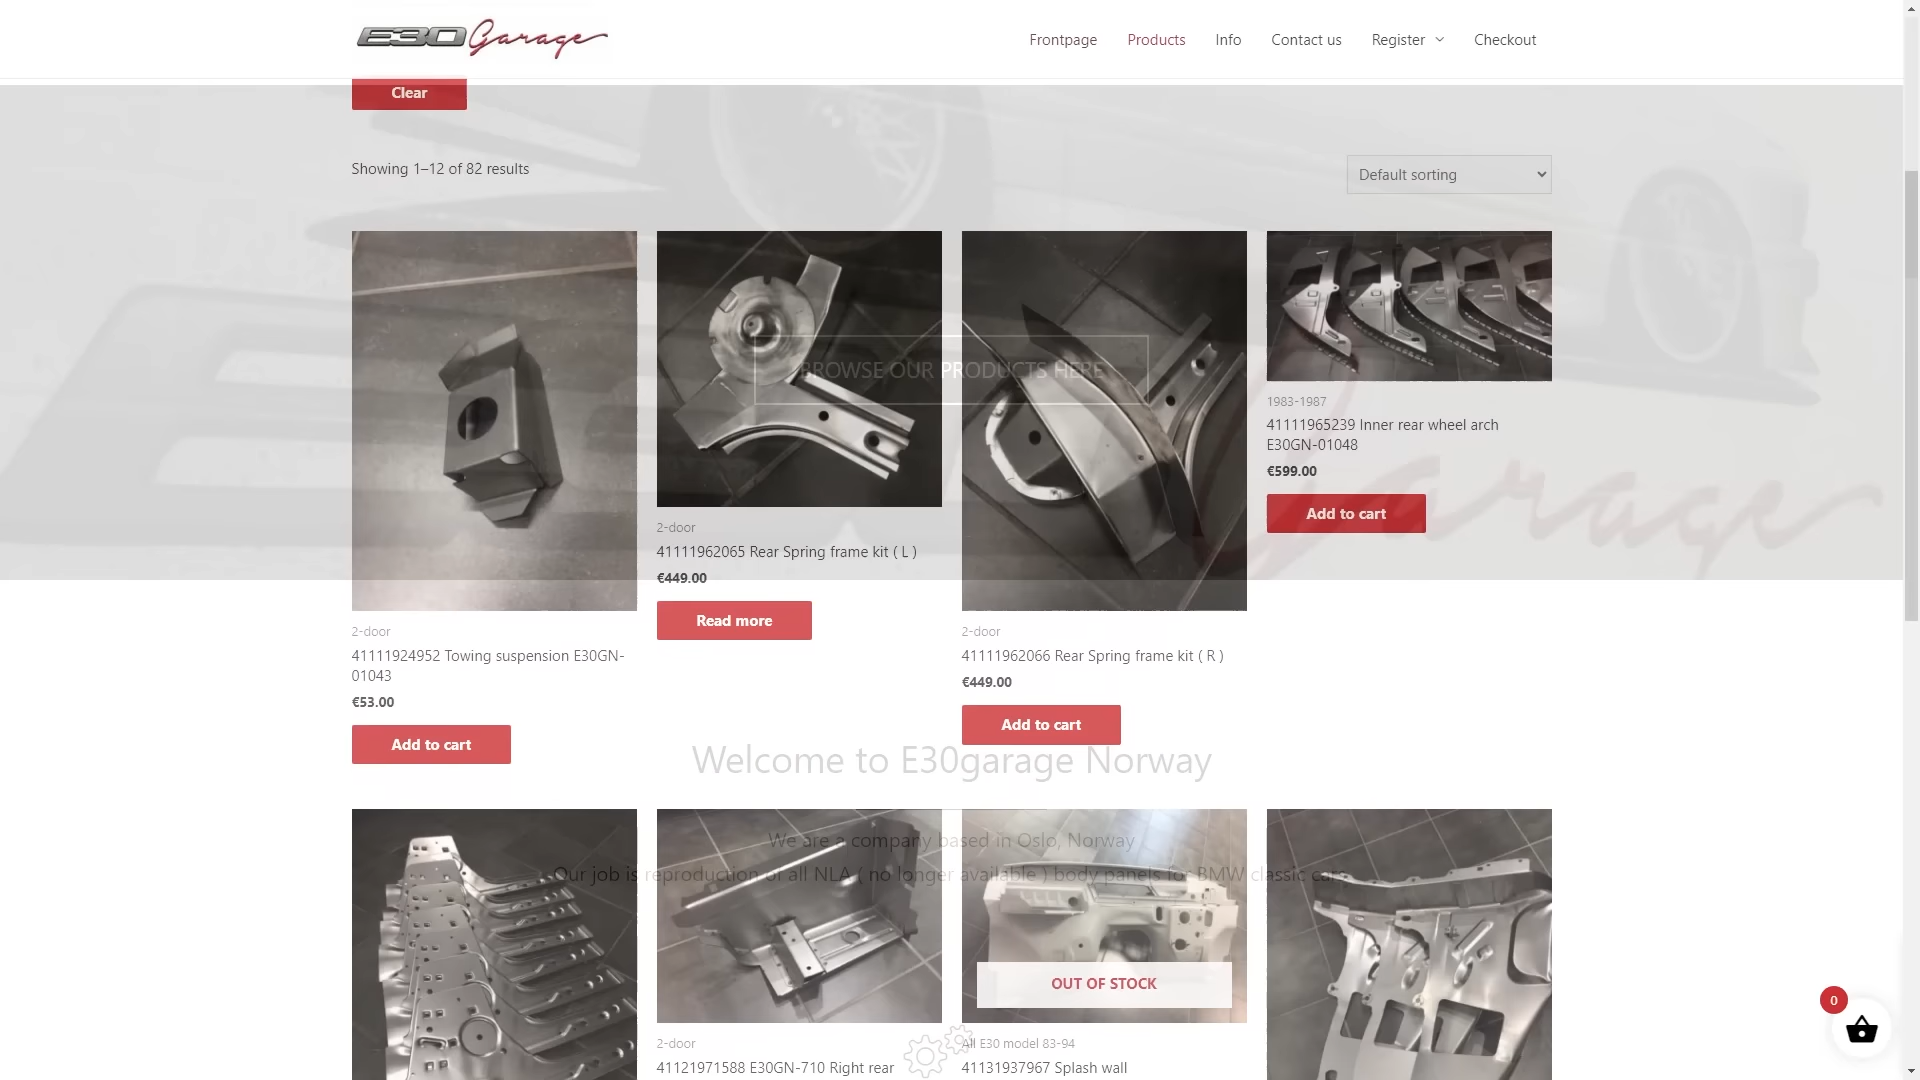 E30 Garage
Frontpage
Products
Info
Contact us
Register
Checkout
Clear
Showing 1–12 of 82 results
Default sorting
BROWSE OUR PRODUCTS HERE
Garage
2-door
41111924952 Towing suspension E30GN-
01043
€53.00
Add to cart
2-door
41111962065 Rear Spring frame kit ( L )
€449.00
Read more
2-door
41111962066 Rear Spring frame kit ( R )
€449.00
Add to cart
1983-1987
41111965239 Inner rear wheel arch
E30GN-01048
€599.00
Add to cart
Welcome to E30garage Norway
We are a company based in Oslo, Norway
Our job is reproduction of all NLA ( no longer available ) body panels for BMW classic cars
OUT OF STOCK
2-door
41121971588 E30GN-710 Right rear
All E30 model 83-94
41131937967 Splash wall
0